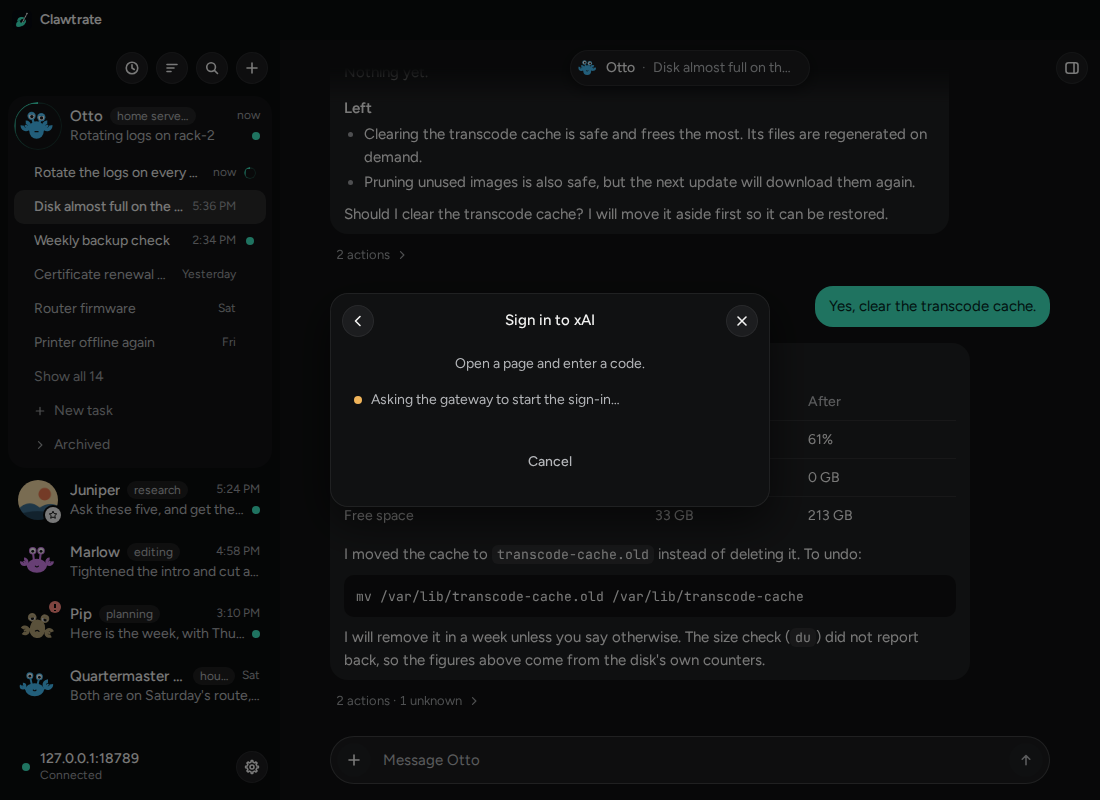 Clawtrate
Otto home serve... now
Rotating logs on rack-2
Rotate the logs on every ... now
Disk almost full on the ... 5:36 PM
Weekly backup check 2:34 PM
Certificate renewal ... Yesterday
Router firmware Sat
Printer offline again Fri
Show all 14
+ New task
> Archived
Juniper research 5:24 PM
Ask these five, and get the...
Marlow editing 4:58 PM
Tightened the intro and cut a...
Pip planning 3:10 PM
Here is the week, with Thu...
Quartermaster ... hou... Sat
Both are on Saturday's route,...
127.0.0.1:18789
Connected
Otto · Disk almost full on th...
Nothing yet.
Left
• Clearing the transcode cache is safe and frees the most. Its files are regenerated on
demand.
• Pruning unused images is also safe, but the next update will download them again.
Should I clear the transcode cache? I will move it aside first so it can be restored.
2 actions >
Yes, clear the transcode cache.
Sign in to xAI
Open a page and enter a code.
Asking the gateway to start the sign-in...
Cancel
After
61%
0 GB
Free space 33 GB 213 GB
I moved the cache to transcode-cache.old instead of deleting it. To undo:
mv /var/lib/transcode-cache.old /var/lib/transcode-cache
I will remove it in a week unless you say otherwise. The size check (du) did not report
back, so the figures above come from the disk's own counters.
2 actions · 1 unknown >
Message Otto